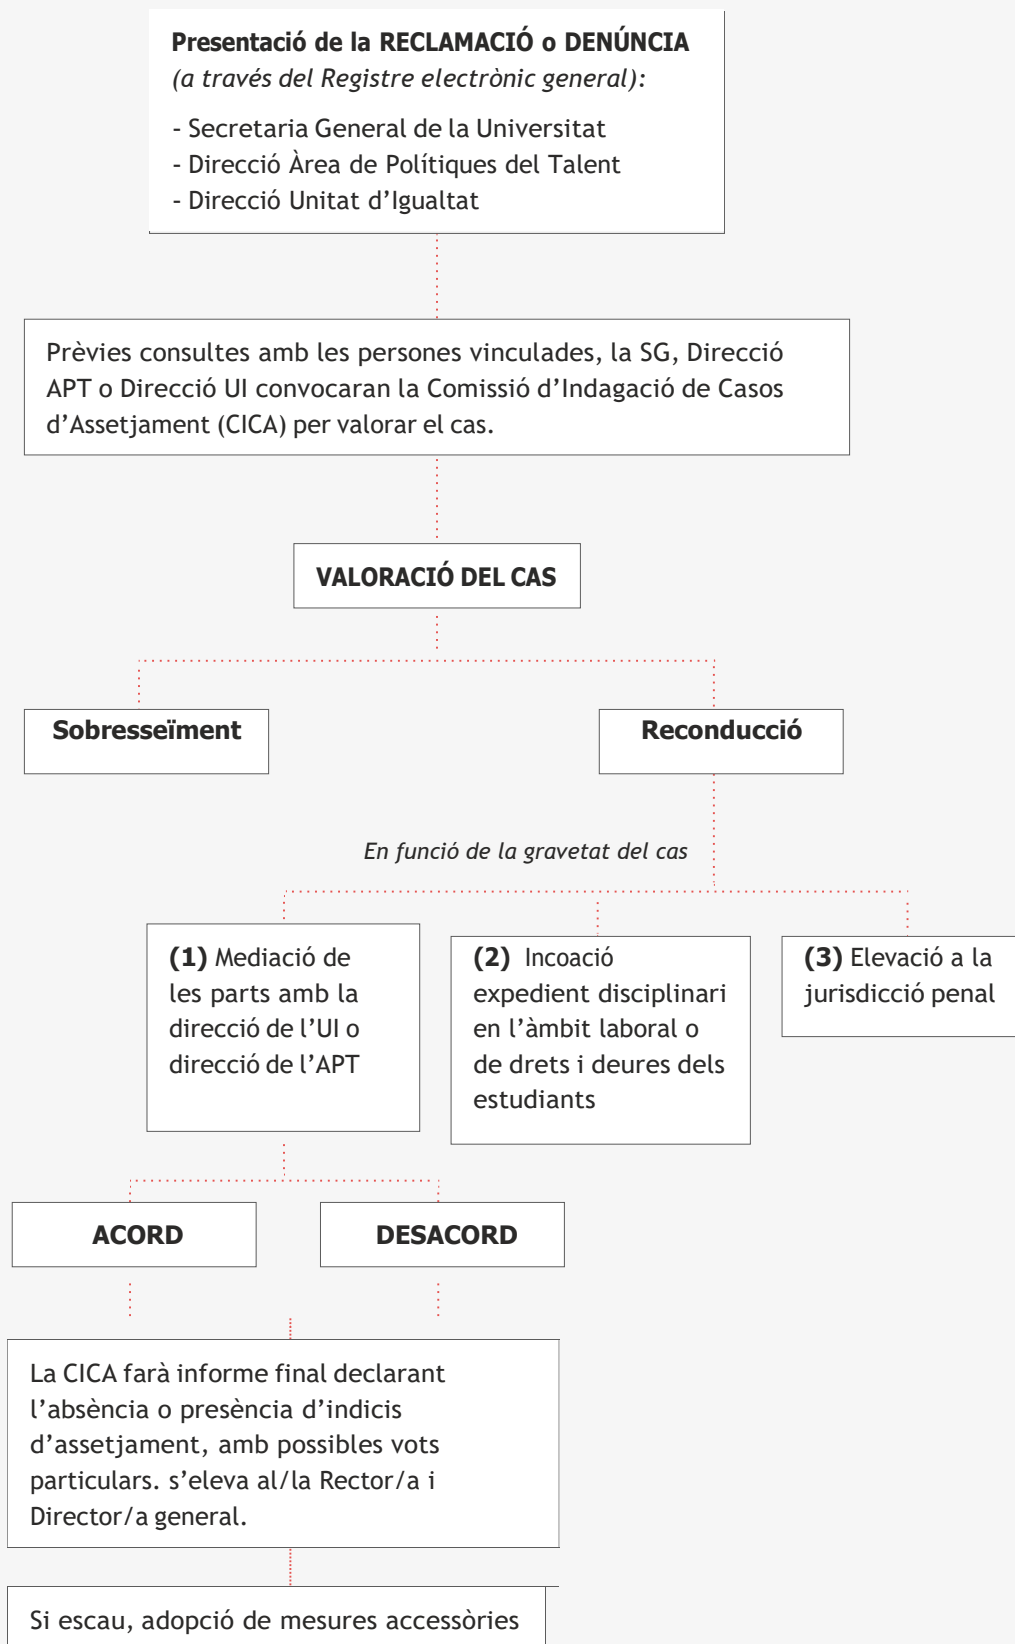 Presentació de la RECLAMACIÓ o DENÚNCIA
(a través del Registre electrònic general):
- Secretaria General de la Universitat
- Direcció Àrea de Polítiques del Talent
- Direcció Unitat d’Igualtat
Prèvies consultes amb les persones vinculades, la SG, Direcció
APT o Direcció UI convocaran la Comissió d’Indagació de Casos
d’Assetjament (CICA) per valorar el cas.
VALORACIÓ DEL CAS
Sobresseïment
Reconducció
En funció de la gravetat del cas
(1) Mediació de
les parts amb la
direcció de l’UI o
direcció de l’APT
(2) Incoació
expedient disciplinari
en l’àmbit laboral o
de drets i deures dels
estudiants
(3) Elevació a la
jurisdicció penal
ACORD
DESACORD
La CICA farà informe final declarant
l’absència o presència d’indicis
d’assetjament, amb possibles vots
particulars. s’eleva al/la Rector/a i
Director/a general.
Si escau, adopció de mesures accessòries